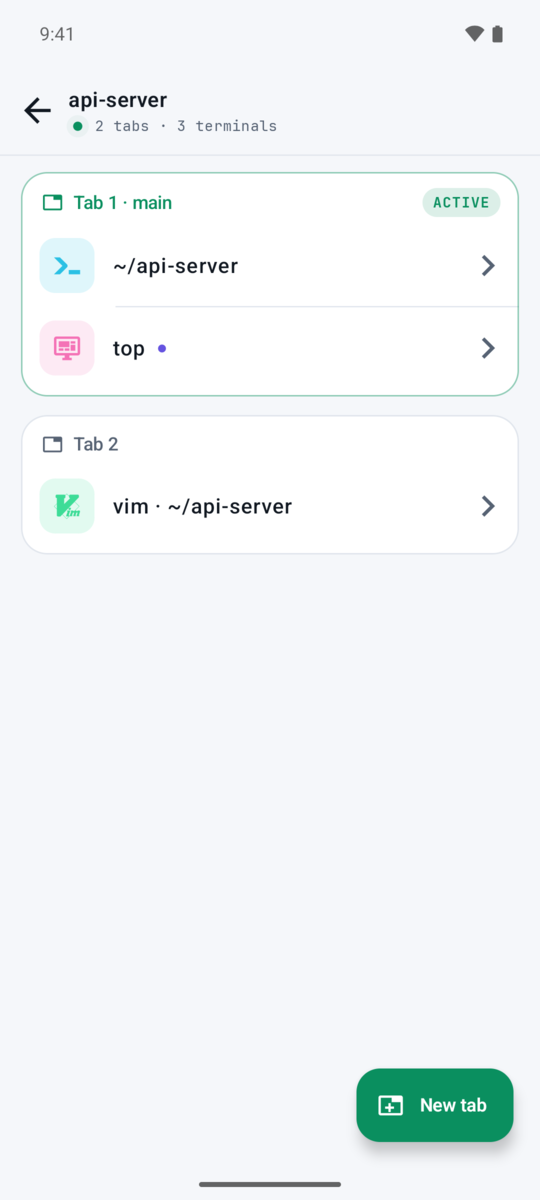 9:41
api-server
2 tabs · 3 terminals
Tab 1 · main
ACTIVE
~/api-server
top
Tab 2
Vim
vim · ~/api-server
New tab